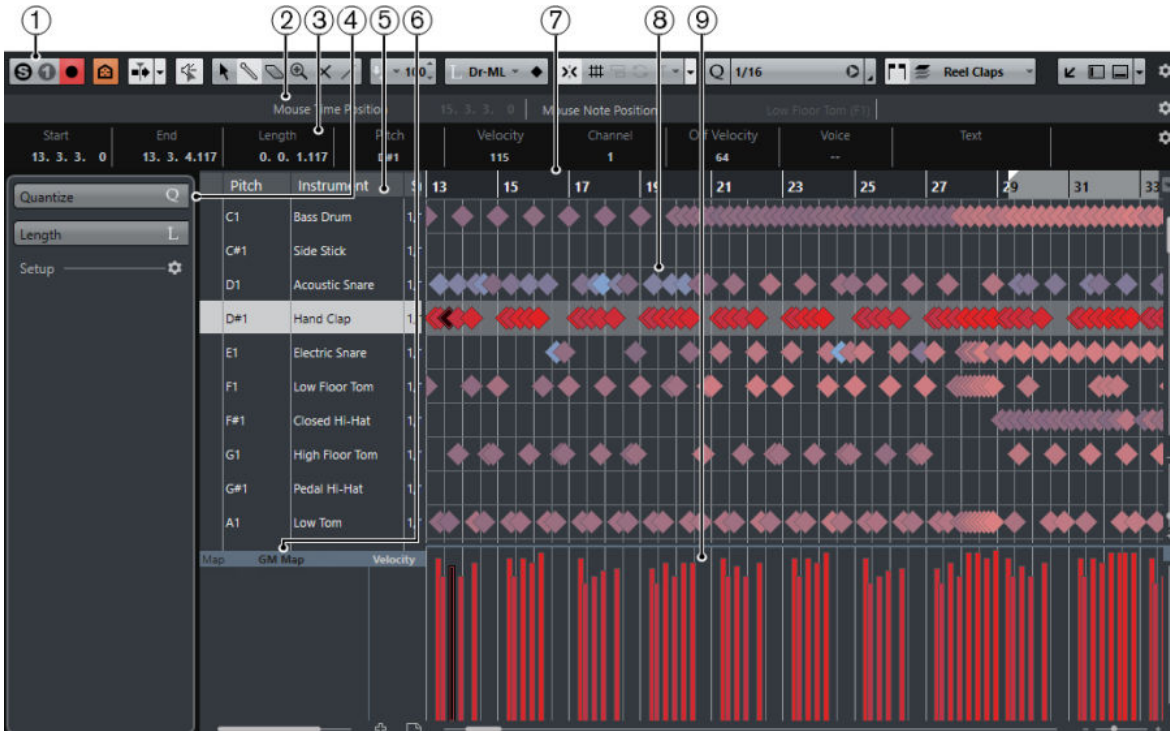 ① ② ③ ④ ⑤ ⑥ ⑦ ⑧ ⑨
S 1 100 L Dr-ML Q 1/16 Reel Claps
Mouse Time Position 15. 3. 3. 0 Mouse Note Position Low Floor Tom (F1)
Start End Length Pitch Velocity Channel Off Velocity Voice Text
13. 3. 3. 0 13. 3. 4.117 0. 0. 1.117 D#1 115 1 64 --
Quantize Q
Length L
Setup
Pitch Instrument 13 15 17 19 21 23 25 27 29 31 33
C1 Bass Drum
C#1 Side Stick
D1 Acoustic Snare
D#1 Hand Clap
E1 Electric Snare
F1 Low Floor Tom
F#1 Closed Hi-Hat
G1 High Floor Tom
G#1 Pedal Hi-Hat
A1 Low Tom
Map GM Map Velocity